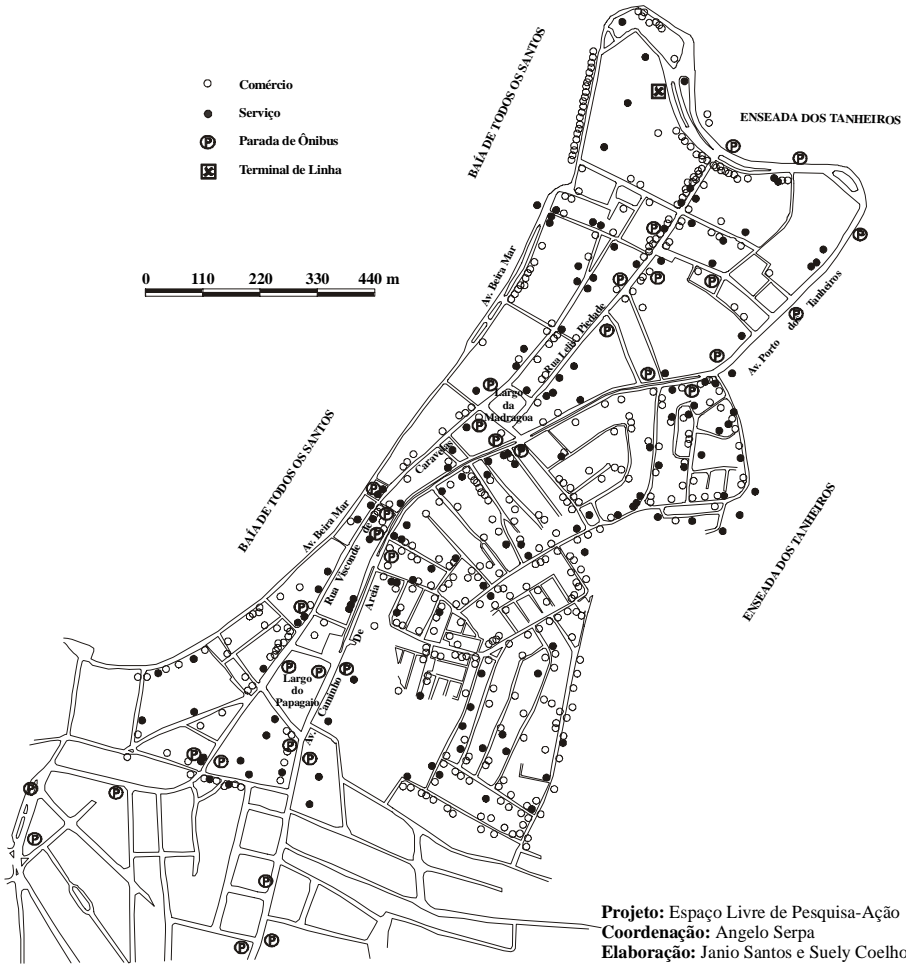 BAÍA DE TODOS OS SANTOS
Comércio
Serviço
P Parada de Ônibus
Terminal de Linha
ENSEADA DOS TANHEIROS
0 110 220 330 440 m
Av. Beira Mar
Rua Lelis Piedade
Av. Porto dos Tanheiros
Largo
da
Madragoa
BAÍA DE TODOS OS SANTOS
Av. Beira Mar
Rua Visconde de Caravelas
ENSEADA DOS TANHEIROS
Largo
do
Papagaio
Av. Caminho De Areia
Projeto: Espaço Livre de Pesquisa-Ação
Coordenação: Angelo Serpa
Elaboração: Janio Santos e Suely Coelho